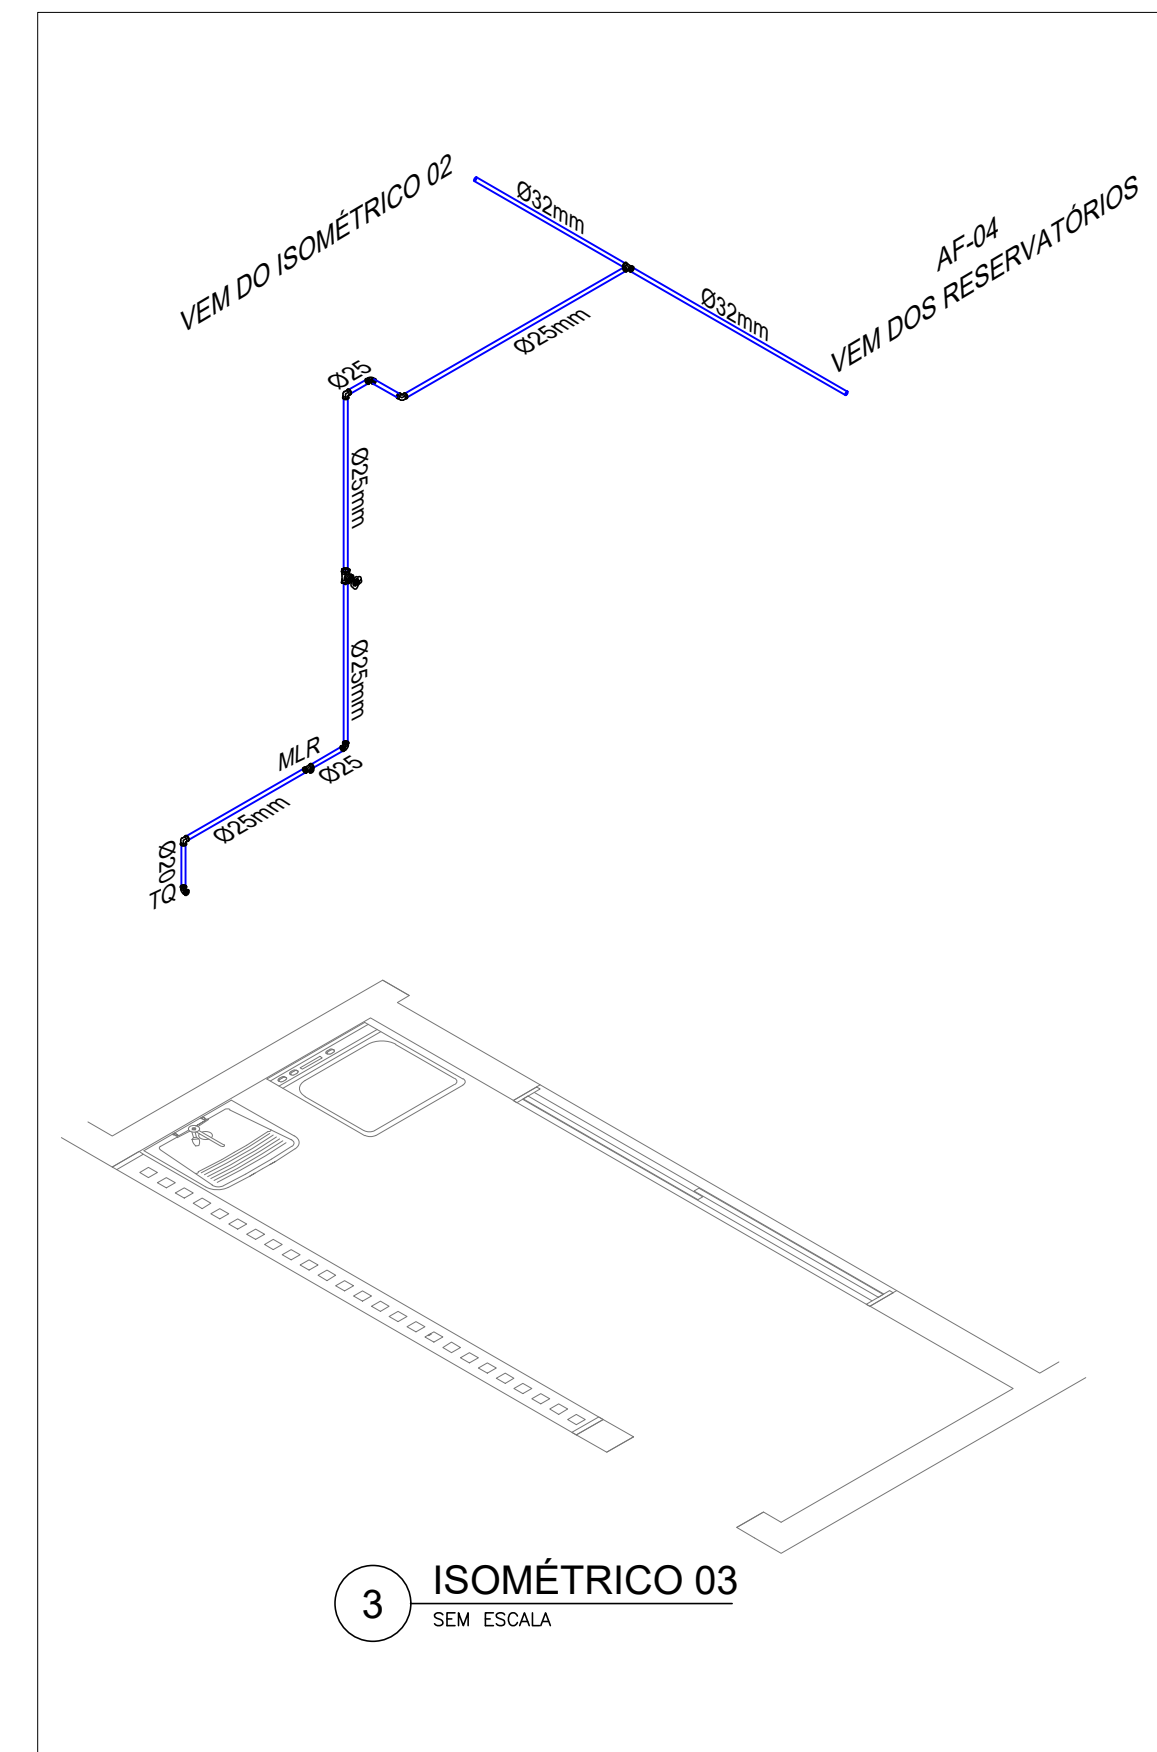 VEM DO ISOMÉTRICO 02
Ø32mm
AF-04
VEM DOS RESERVATÓRIOS
Ø32mm
Ø25mm
Ø25
Ø25mm
Ø25mm
MLR
Ø25
Ø25mm
Ø20
TQ
3
ISOMÉTRICO 03
SEM ESCALA